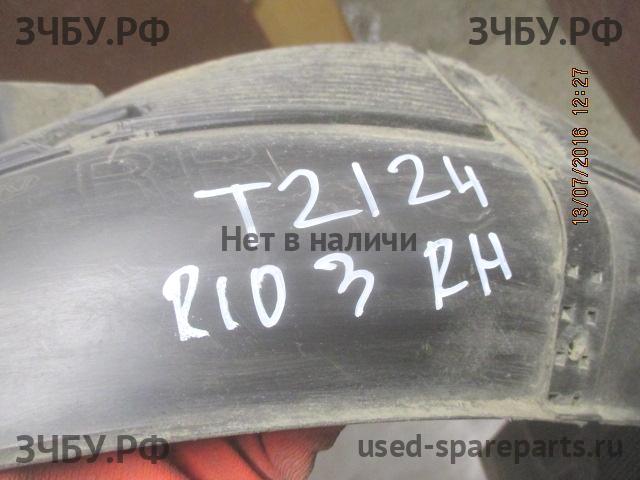 ЗЧБУ.РФ
ЗЧБУ.РФ
13/07/2016 12:27
T2124
Нет в наличии
RIO 3 RH
ЗЧБУ.РФ
used-spareparts.ru